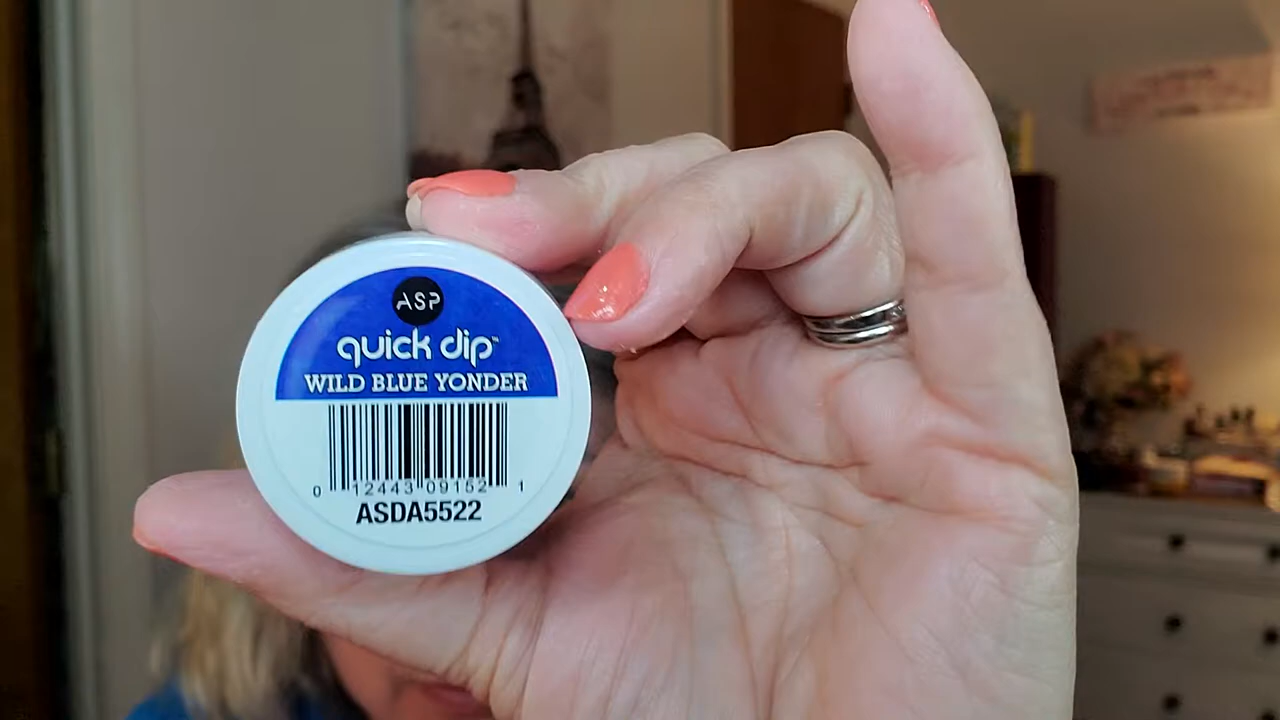 ASP
quick dip™
WILD BLUE YONDER
0 12443 09152 1
ASDA5522